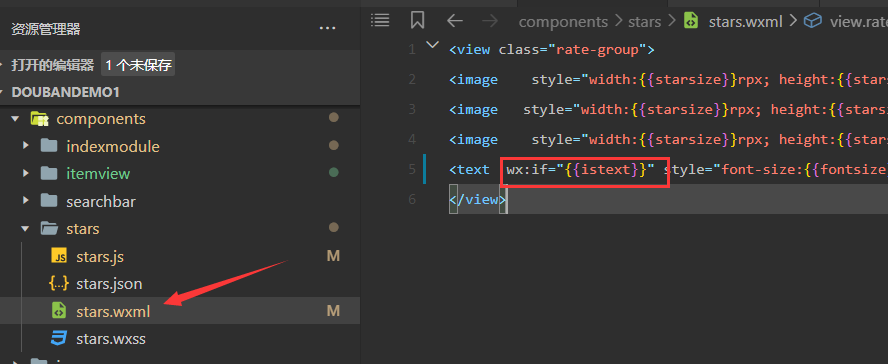 资源管理器 ...
打开的编辑器 1 个未保存
DOUBANDEMO1
components
indexmodule
itemview
searchbar
stars
JS stars.js M
{..} stars.json
stars.wxml M
stars.wxss
components > stars > stars.wxml > view.rate
1 <view class="rate-group">
2 <image style="width:{{starsize}}rpx; height:{{stars
3 <image style="width:{{starsize}}rpx; height:{{stars
4 <image style="width:{{starsize}}rpx; height:{{stars
5 <text wx:if="{{istext}}" style="font-size:{{fontsize
6 </view>